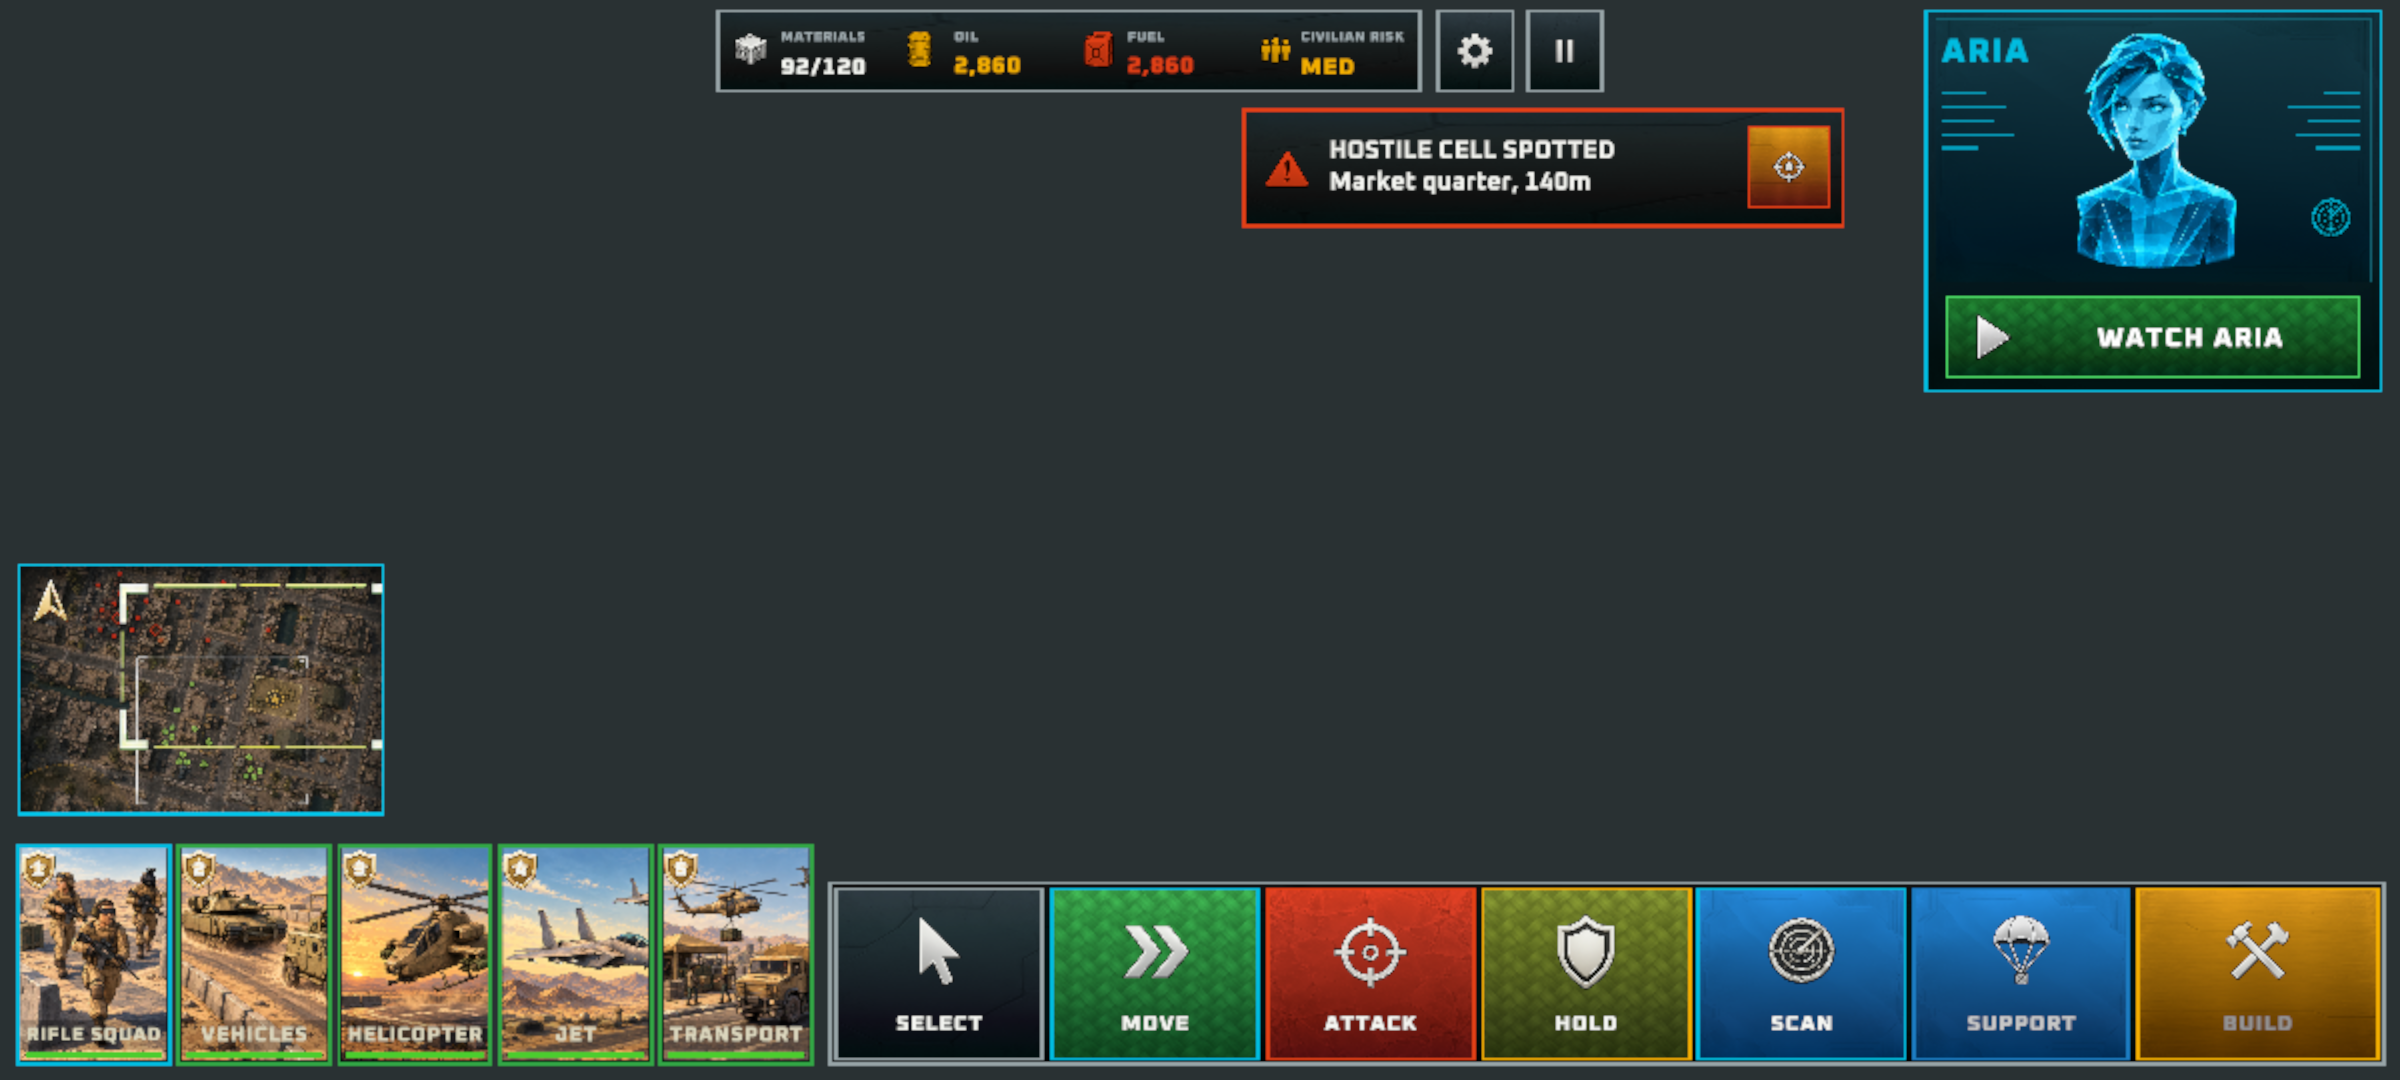 MATERIALS
92/120
OIL
2,860
FUEL
2,860
CIVILIAN RISK
MED
HOSTILE CELL SPOTTED
Market quarter, 140m
ARIA
WATCH ARIA
RIFLE SQUAD
VEHICLES
HELICOPTER
JET
TRANSPORT
SELECT
MOVE
ATTACK
HOLD
SCAN
SUPPORT
BUILD